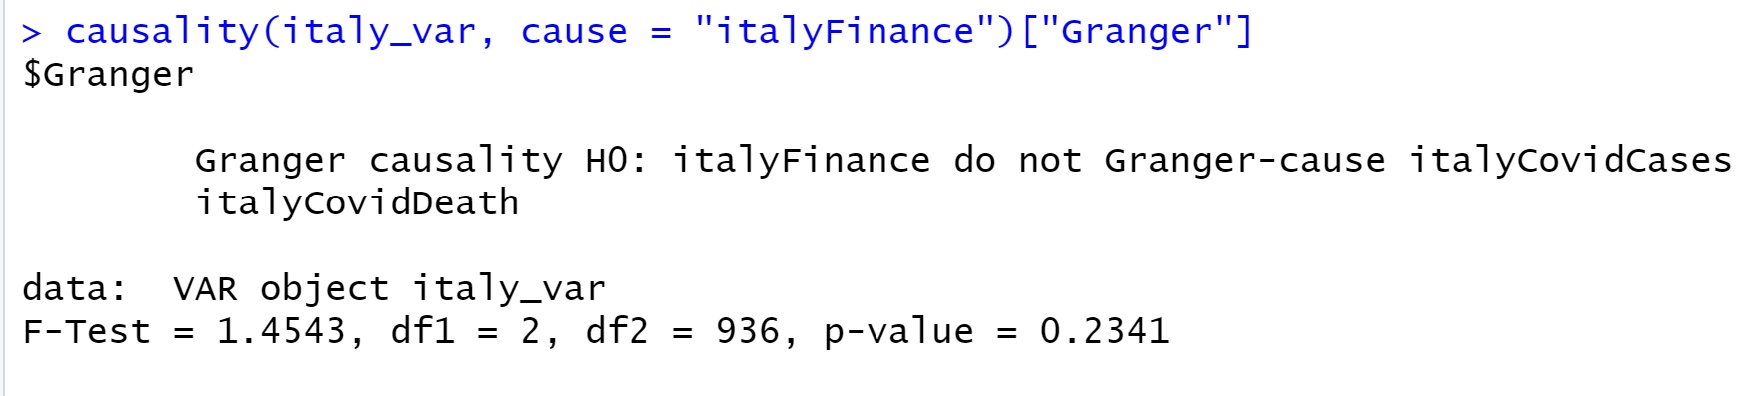 > causality(italy_var, cause = "italyFinance")["Granger"]
$Granger
Granger causality H0: italyFinance do not Granger-cause italyCovidCases
italyCovidDeath
data:  VAR object italy_var
F-Test = 1.4543, df1 = 2, df2 = 936, p-value = 0.2341